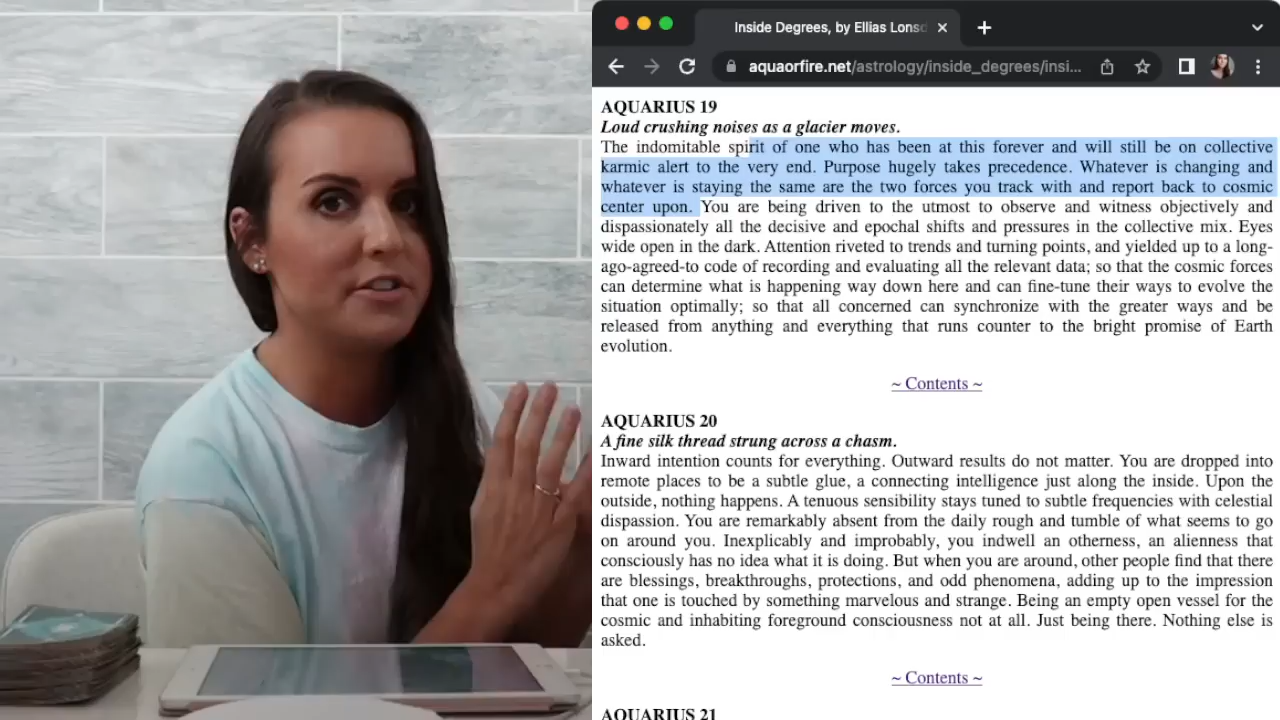 Inside Degrees, by Ellias Lonsd
aquaorfire.net/astrology/inside_degrees/insi...
AQUARIUS 19
Loud crushing noises as a glacier moves.
The indomitable spirit of one who has been at this forever and will still be on collective
karmic alert to the very end. Purpose hugely takes precedence. Whatever is changing and
whatever is staying the same are the two forces you track with and report back to cosmic
center upon. You are being driven to the utmost to observe and witness objectively and
dispassionately all the decisive and epochal shifts and pressures in the collective mix. Eyes
wide open in the dark. Attention riveted to trends and turning points, and yielded up to a long-
ago-agreed-to code of recording and evaluating all the relevant data; so that the cosmic forces
can determine what is happening way down here and can fine-tune their ways to evolve the
situation optimally; so that all concerned can synchronize with the greater ways and be
released from anything and everything that runs counter to the bright promise of Earth
evolution.
~ Contents ~
AQUARIUS 20
A fine silk thread strung across a chasm.
Inward intention counts for everything. Outward results do not matter. You are dropped into
remote places to be a subtle glue, a connecting intelligence just along the inside. Upon the
outside, nothing happens. A tenuous sensibility stays tuned to subtle frequencies with celestial
dispassion. You are remarkably absent from the daily rough and tumble of what seems to go
on around you. Inexplicably and improbably, you indwell an otherness, an alienness that
consciously has no idea what it is doing. But when you are around, other people find that there
are blessings, breakthroughs, protections, and odd phenomena, adding up to the impression
that one is touched by something marvelous and strange. Being an empty open vessel for the
cosmic and inhabiting foreground consciousness not at all. Just being there. Nothing else is
asked.
~ Contents ~
AQUARIUS 21